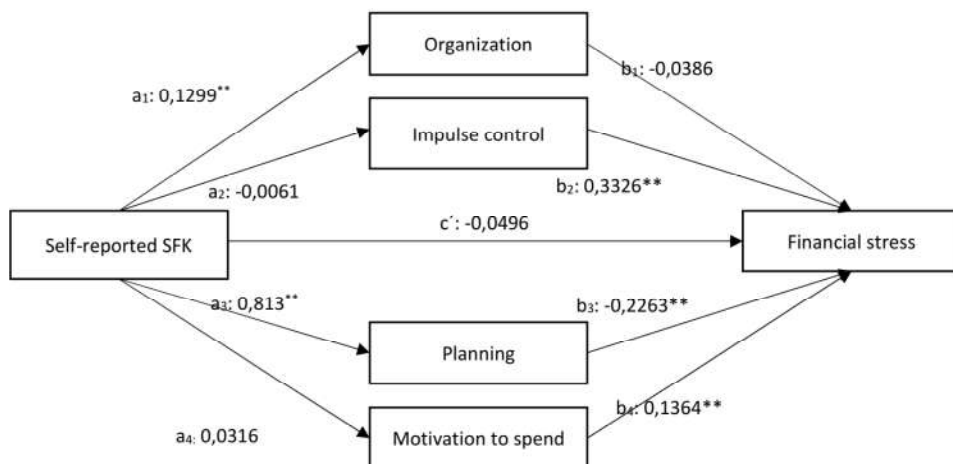 Organization
b₁: -0,0386
a₁: 0,1299**
Impulse control
a₂: -0,0061
b₂: 0,3326**
c´: -0,0496
Self-reported SFK
Financial stress
a₃: 0,813**
b₃: -0,2263**
Planning
b₄: 0,1364**
a₄: 0,0316
Motivation to spend